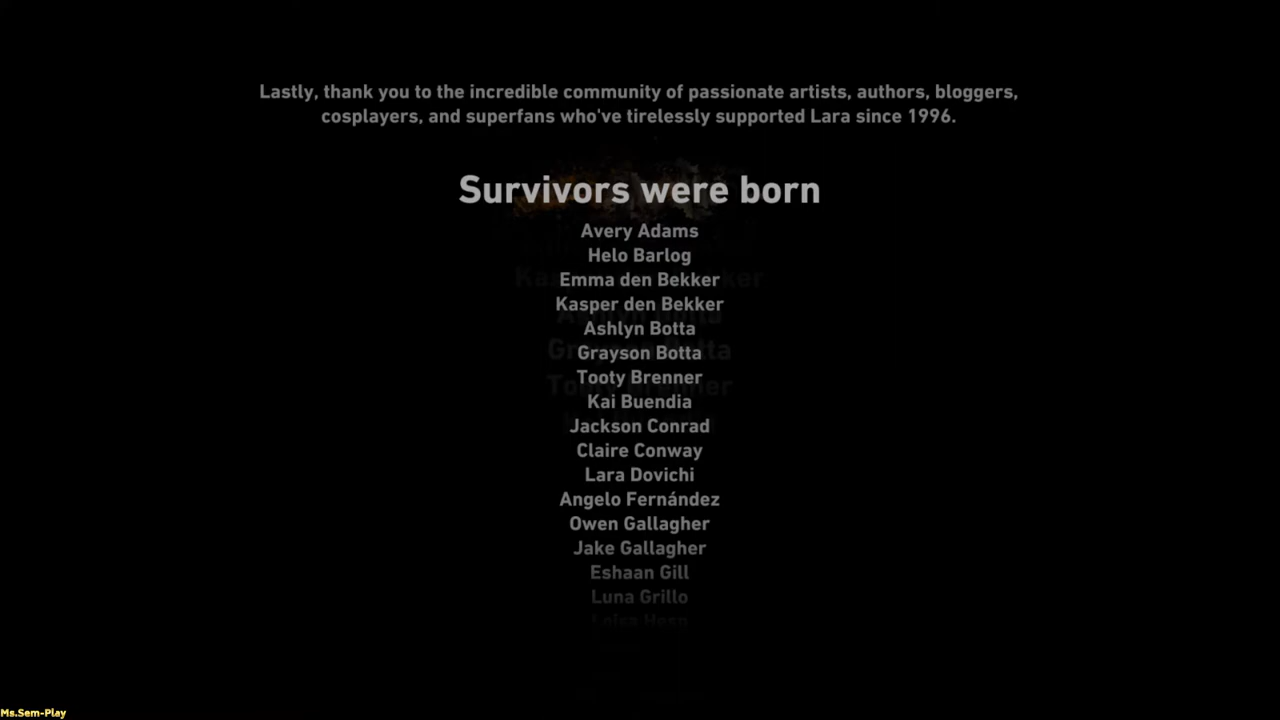 Lastly, thank you to the incredible community of passionate artists, authors, bloggers,
cosplayers, and superfans who've tirelessly supported Lara since 1996.
Survivors were born
Avery Adams
Helo Barlog
Emma den Bekker
Kasper den Bekker
Ashlyn Botta
Grayson Botta
Tooty Brenner
Kai Buendia
Jackson Conrad
Claire Conway
Lara Dovichi
Angelo Fernández
Owen Gallagher
Jake Gallagher
Eshaan Gill
Luna Grillo
Ms.Sem-Play